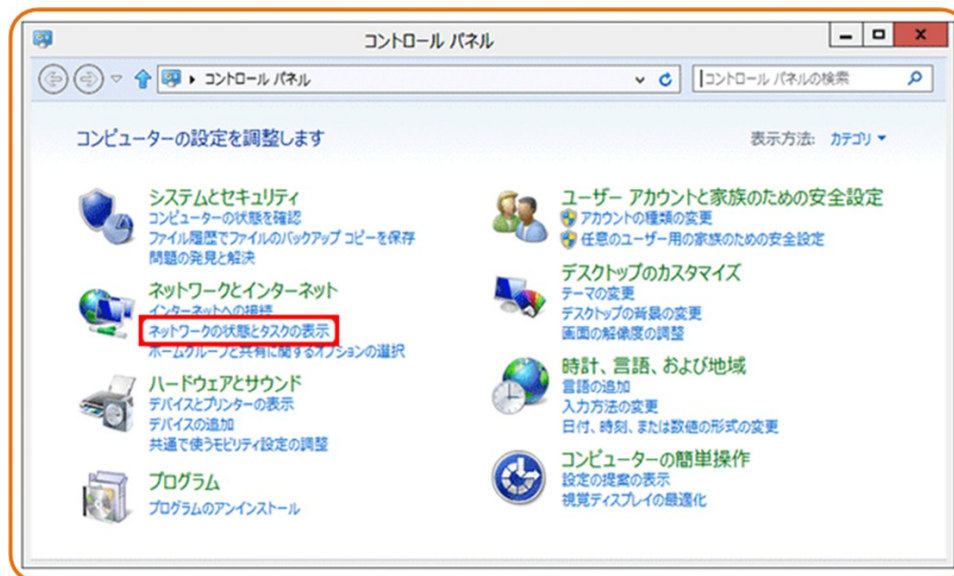 コントロール パネル
コントロール パネル
コントロール パネルの検索
コンピューターの設定を調整します
表示方法: カテゴリ
システムとセキュリティ
コンピューターの状態を確認
ファイル履歴でファイルのバックアップ コピーを保存
問題の発見と解決
ネットワークとインターネット
インターネットへの接続
ネットワークの状態とタスクの表示
ホームグループと共有に関するオプションの選択
ハードウェアとサウンド
デバイスとプリンターの表示
デバイスの追加
共通で使うモビリティ設定の調整
プログラム
プログラムのアンインストール
ユーザー アカウントと家族のための安全設定
アカウントの種類の変更
任意のユーザー用の家族のための安全設定
デスクトップのカスタマイズ
テーマの変更
デスクトップの背景の変更
画面の解像度の調整
時計、言語、および地域
言語の追加
入力方法の変更
日付、時刻、または数値の形式の変更
コンピューターの簡単操作
設定の提案の表示
視覚ディスプレイの最適化